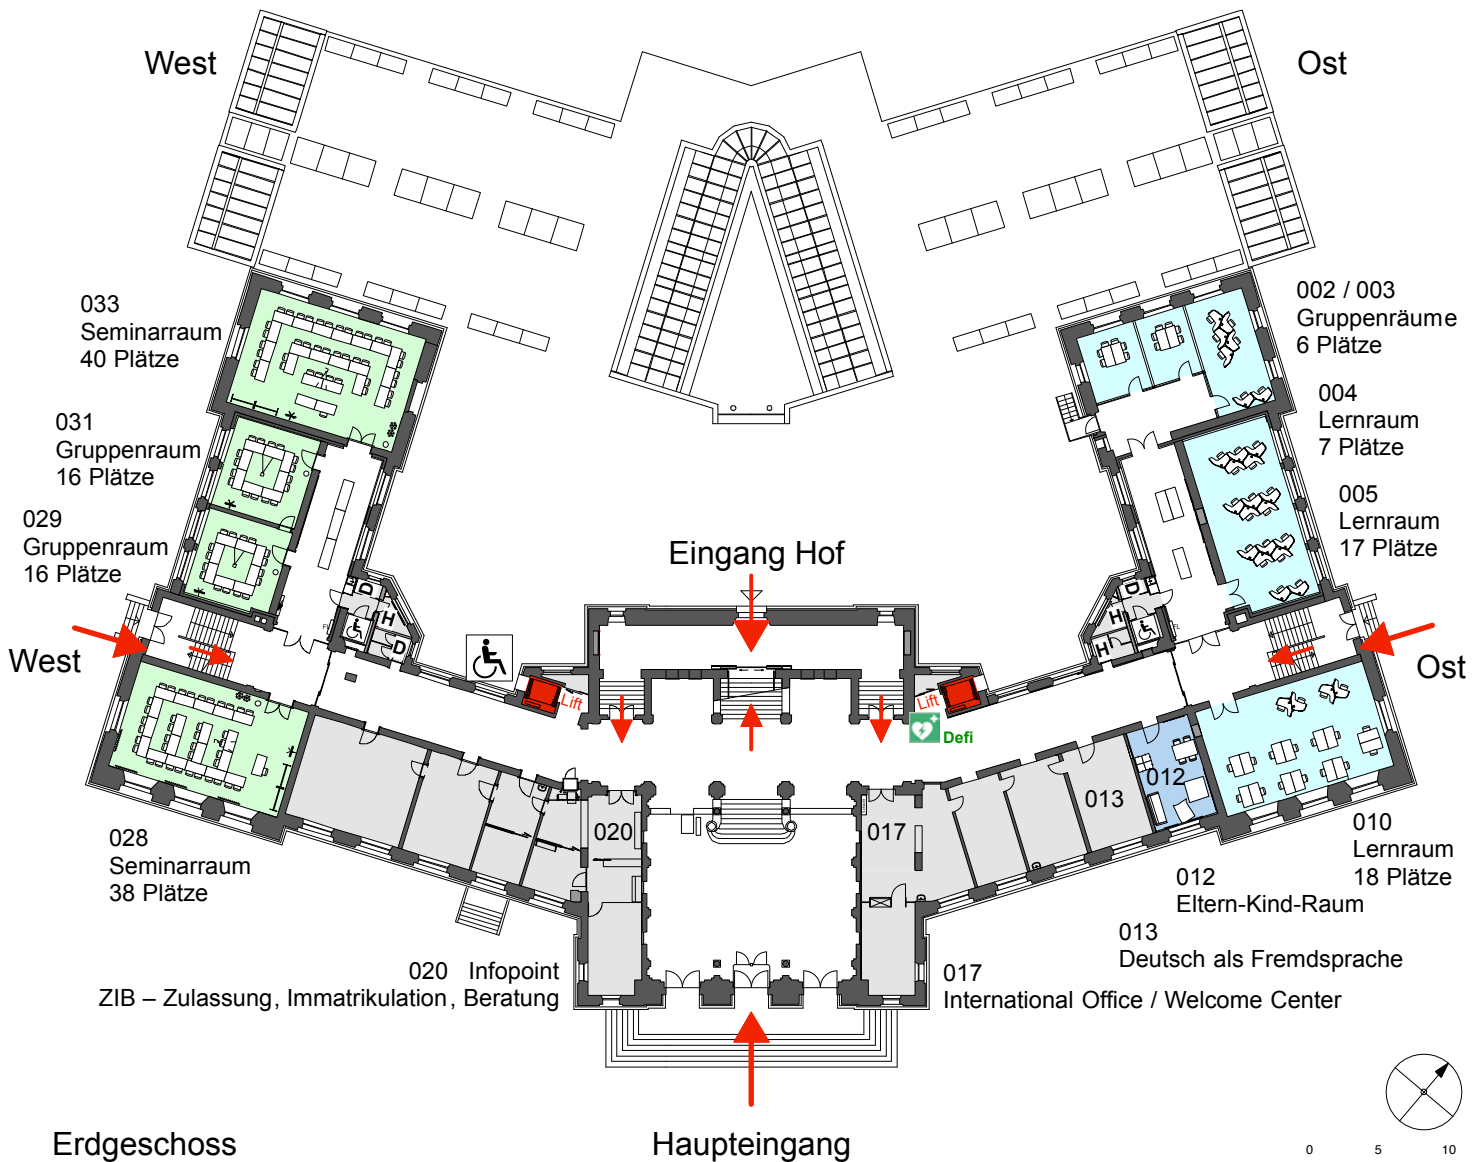 West
Ost
033
Seminarraum
40 Plätze
002 / 003
Gruppenräume
6 Plätze
031
Gruppenraum
16 Plätze
004
Lernraum
7 Plätze
029
Gruppenraum
16 Plätze
005
Lernraum
17 Plätze
Eingang Hof
D
H
D
D
H
H
West
Ost
Lift
Lift
Defi
012
013
020
017
028
Seminarraum
38 Plätze
010
Lernraum
18 Plätze
012
Eltern-Kind-Raum
013
Deutsch als Fremdsprache
020 Infopoint
ZIB – Zulassung, Immatrikulation, Beratung
017
International Office / Welcome Center
Erdgeschoss
Haupteingang
0 5 10